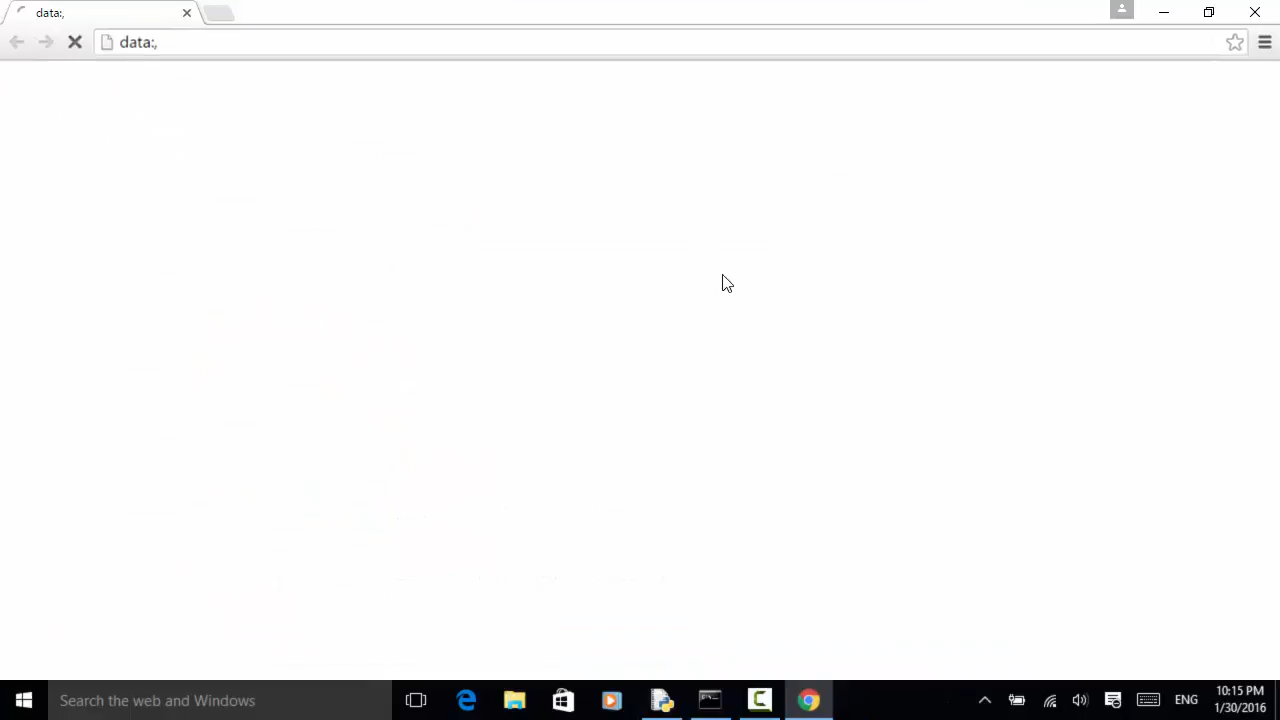 data:,
data:,
Search the web and Windows
ENG
10:15 PM
1/30/2016